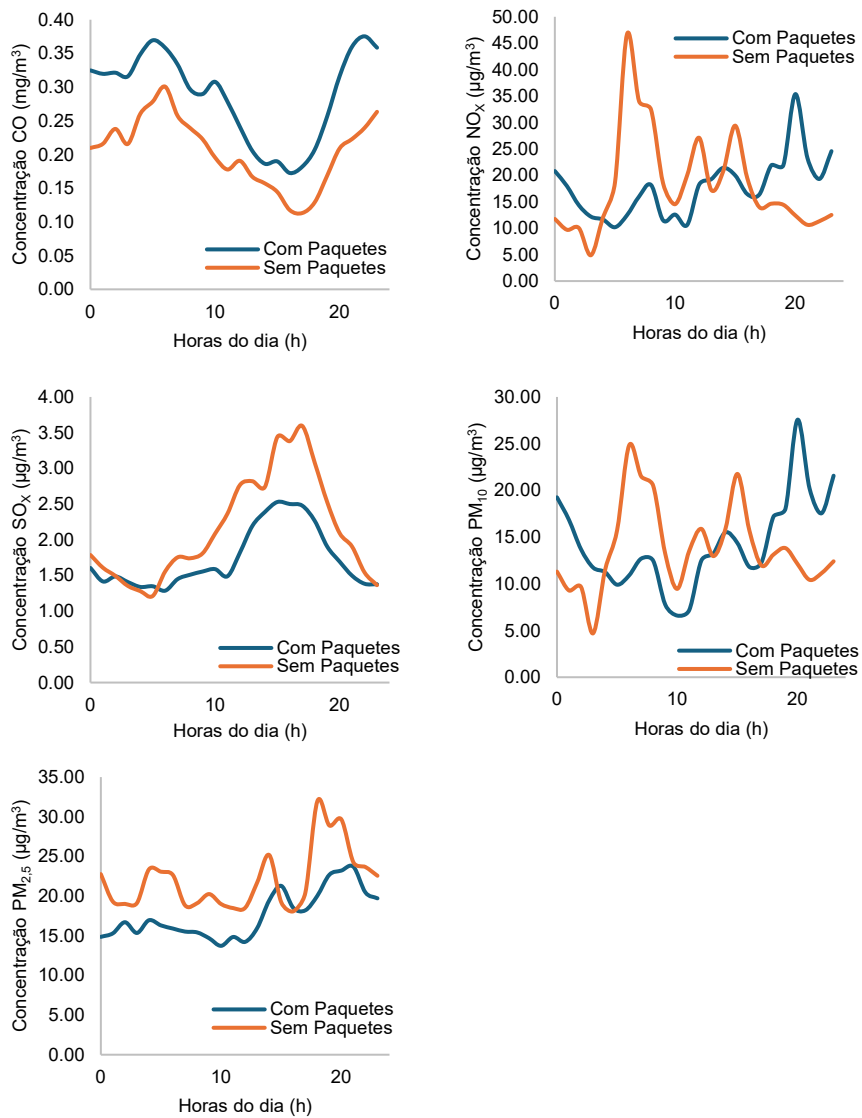 Concentração CO (mg/m³)
0.40
0.35
0.30
0.25
0.20
0.15
0.10
0.05
0.00
Com Paquetes
Sem Paquetes
0 10 20
Horas do dia (h)
Concentração NOX (µg/m³)
50.00
45.00
40.00
35.00
30.00
25.00
20.00
15.00
10.00
5.00
0.00
Com Paquetes
Sem Paquetes
0 10 20
Horas do dia (h)
Concentração SOX (µg/m³)
4.00
3.50
3.00
2.50
2.00
1.50
1.00
0.50
0.00
Com Paquetes
Sem Paquetes
0 10 20
Horas do dia (h)
Concentração PM10 (µg/m³)
30.00
25.00
20.00
15.00
10.00
5.00
0.00
Com Paquetes
Sem Paquetes
0 10 20
Horas do dia (h)
Concentração PM2,5 (µg/m³)
35.00
30.00
25.00
20.00
15.00
10.00
5.00
0.00
Com Paquetes
Sem Paquetes
0 10 20
Horas do dia (h)